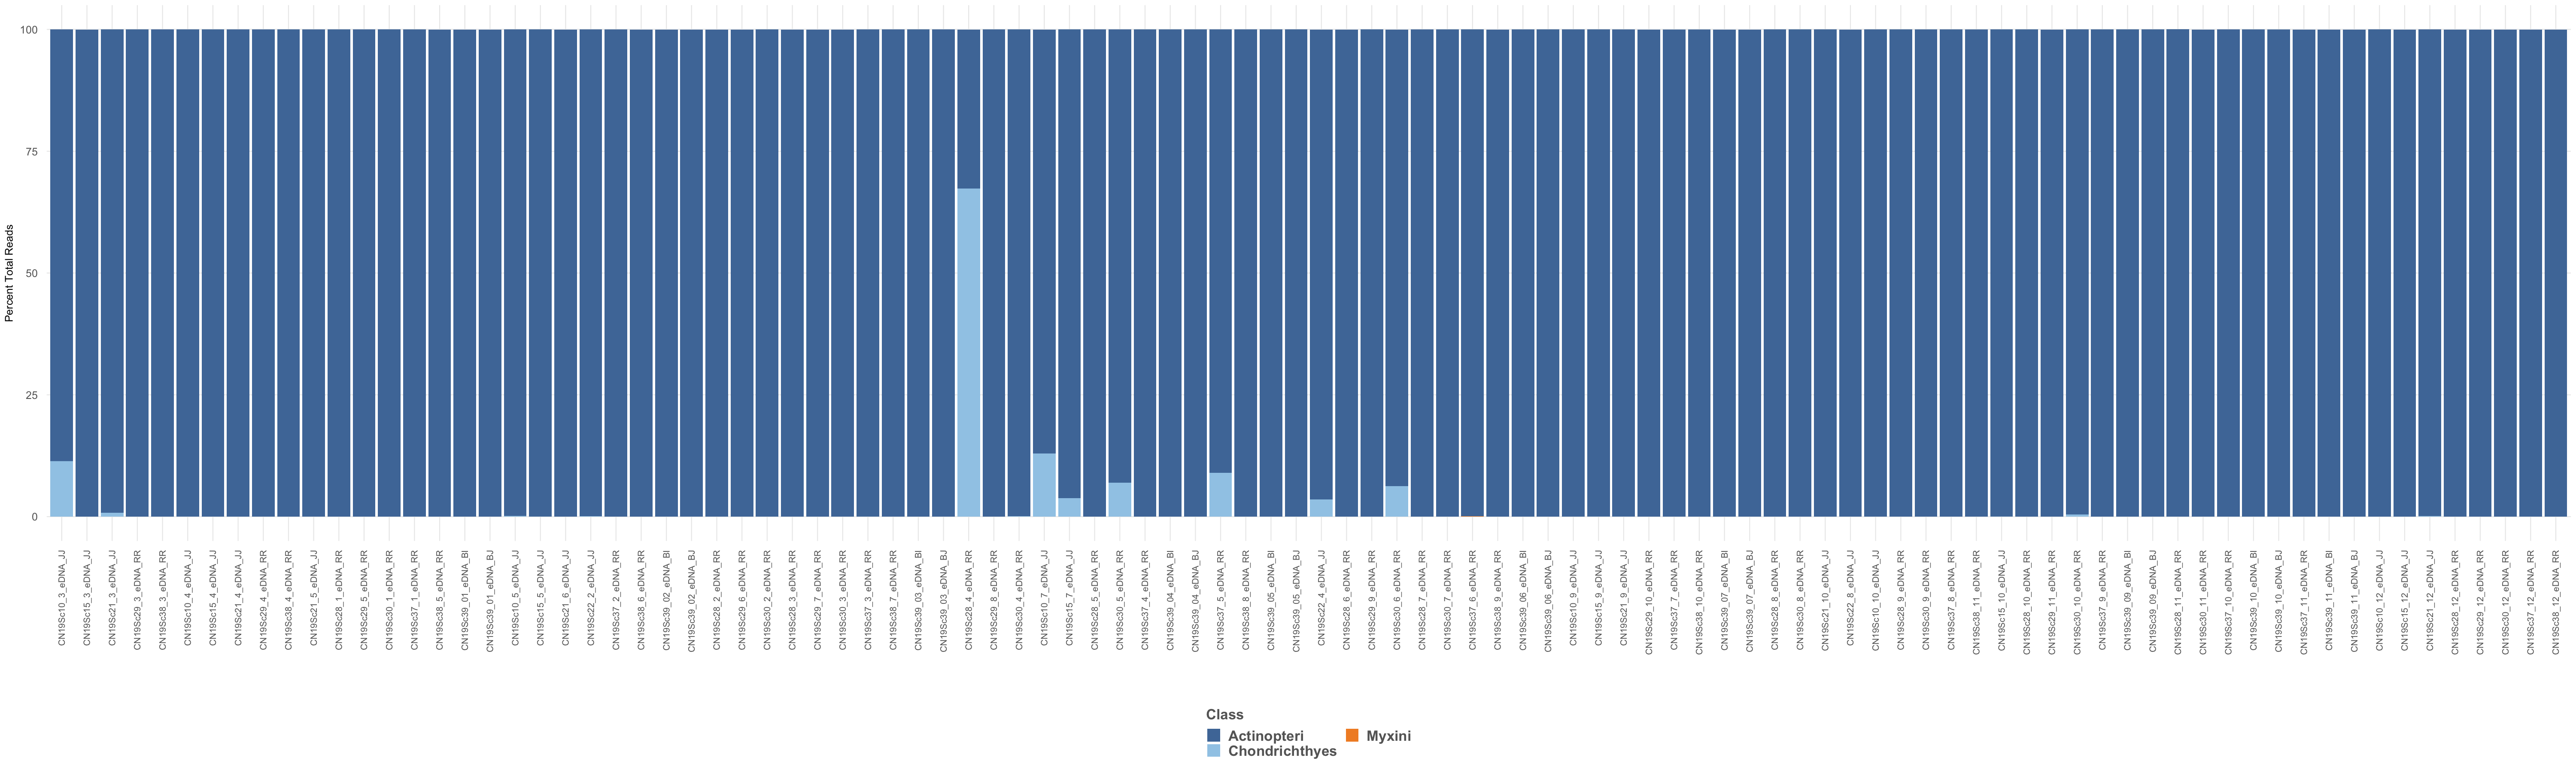 Percent Total Reads
100
75
50
25
0
CN19Sc10_3_eDNA_JJ
CN19Sc15_3_eDNA_JJ
CN19Sc21_3_eDNA_JJ
CN19Sc29_3_eDNA_RR
CN19Sc38_3_eDNA_RR
CN19Sc10_4_eDNA_JJ
CN19Sc15_4_eDNA_JJ
CN19Sc21_4_eDNA_JJ
CN19Sc29_4_eDNA_RR
CN19Sc38_4_eDNA_RR
CN19Sc21_5_eDNA_JJ
CN19Sc28_1_eDNA_RR
CN19Sc29_5_eDNA_RR
CN19Sc30_1_eDNA_RR
CN19Sc37_1_eDNA_RR
CN19Sc38_5_eDNA_RR
CN19Sc39_01_eDNA_BI
CN19Sc39_01_eDNA_BJ
CN19Sc10_5_eDNA_JJ
CN19Sc15_5_eDNA_JJ
CN19Sc21_6_eDNA_JJ
CN19Sc22_2_eDNA_JJ
CN19Sc37_2_eDNA_RR
CN19Sc38_6_eDNA_RR
CN19Sc39_02_eDNA_BI
CN19Sc39_02_eDNA_BJ
CN19Sc28_2_eDNA_RR
CN19Sc29_6_eDNA_RR
CN19Sc30_2_eDNA_RR
CN19Sc28_3_eDNA_RR
CN19Sc29_7_eDNA_RR
CN19Sc30_3_eDNA_RR
CN19Sc37_3_eDNA_RR
CN19Sc38_7_eDNA_RR
CN19Sc39_03_eDNA_BI
CN19Sc39_03_eDNA_BJ
CN19Sc28_4_eDNA_RR
CN19Sc29_8_eDNA_RR
CN19Sc30_4_eDNA_RR
CN19Sc10_7_eDNA_JJ
CN19Sc15_7_eDNA_JJ
CN19Sc28_5_eDNA_RR
CN19Sc30_5_eDNA_RR
CN19Sc37_4_eDNA_RR
CN19Sc39_04_eDNA_BI
CN19Sc39_04_eDNA_BJ
CN19Sc37_5_eDNA_RR
CN19Sc38_8_eDNA_RR
CN19Sc39_05_eDNA_BI
CN19Sc39_05_eDNA_BJ
CN19Sc22_4_eDNA_JJ
CN19Sc28_6_eDNA_RR
CN19Sc29_9_eDNA_RR
CN19Sc30_6_eDNA_RR
CN19Sc28_7_eDNA_RR
CN19Sc30_7_eDNA_RR
CN19Sc37_6_eDNA_RR
CN19Sc38_9_eDNA_RR
CN19Sc39_06_eDNA_BI
CN19Sc39_06_eDNA_BJ
CN19Sc10_9_eDNA_JJ
CN19Sc15_9_eDNA_JJ
CN19Sc21_9_eDNA_JJ
CN19Sc29_10_eDNA_RR
CN19Sc37_7_eDNA_RR
CN19Sc38_10_eDNA_RR
CN19Sc39_07_eDNA_BI
CN19Sc39_07_eDNA_BJ
CN19Sc28_8_eDNA_RR
CN19Sc30_8_eDNA_RR
CN19Sc21_10_eDNA_JJ
CN19Sc22_8_eDNA_JJ
CN19Sc10_10_eDNA_JJ
CN19Sc28_9_eDNA_RR
CN19Sc30_9_eDNA_RR
CN19Sc37_8_eDNA_RR
CN19Sc38_11_eDNA_RR
CN19Sc15_10_eDNA_JJ
CN19Sc28_10_eDNA_RR
CN19Sc29_11_eDNA_RR
CN19Sc30_10_eDNA_RR
CN19Sc37_9_eDNA_RR
CN19Sc39_09_eDNA_BI
CN19Sc39_09_eDNA_BJ
CN19Sc28_11_eDNA_RR
CN19Sc30_11_eDNA_RR
CN19Sc37_10_eDNA_RR
CN19Sc39_10_eDNA_BI
CN19Sc39_10_eDNA_BJ
CN19Sc37_11_eDNA_RR
CN19Sc39_11_eDNA_BI
CN19Sc39_11_eDNA_BJ
CN19Sc10_12_eDNA_JJ
CN19Sc15_12_eDNA_JJ
CN19Sc21_12_eDNA_JJ
CN19Sc28_12_eDNA_RR
CN19Sc29_12_eDNA_RR
CN19Sc30_12_eDNA_RR
CN19Sc37_12_eDNA_RR
CN19Sc38_12_eDNA_RR
Class
Actinopteri
Chondrichthyes
Myxini